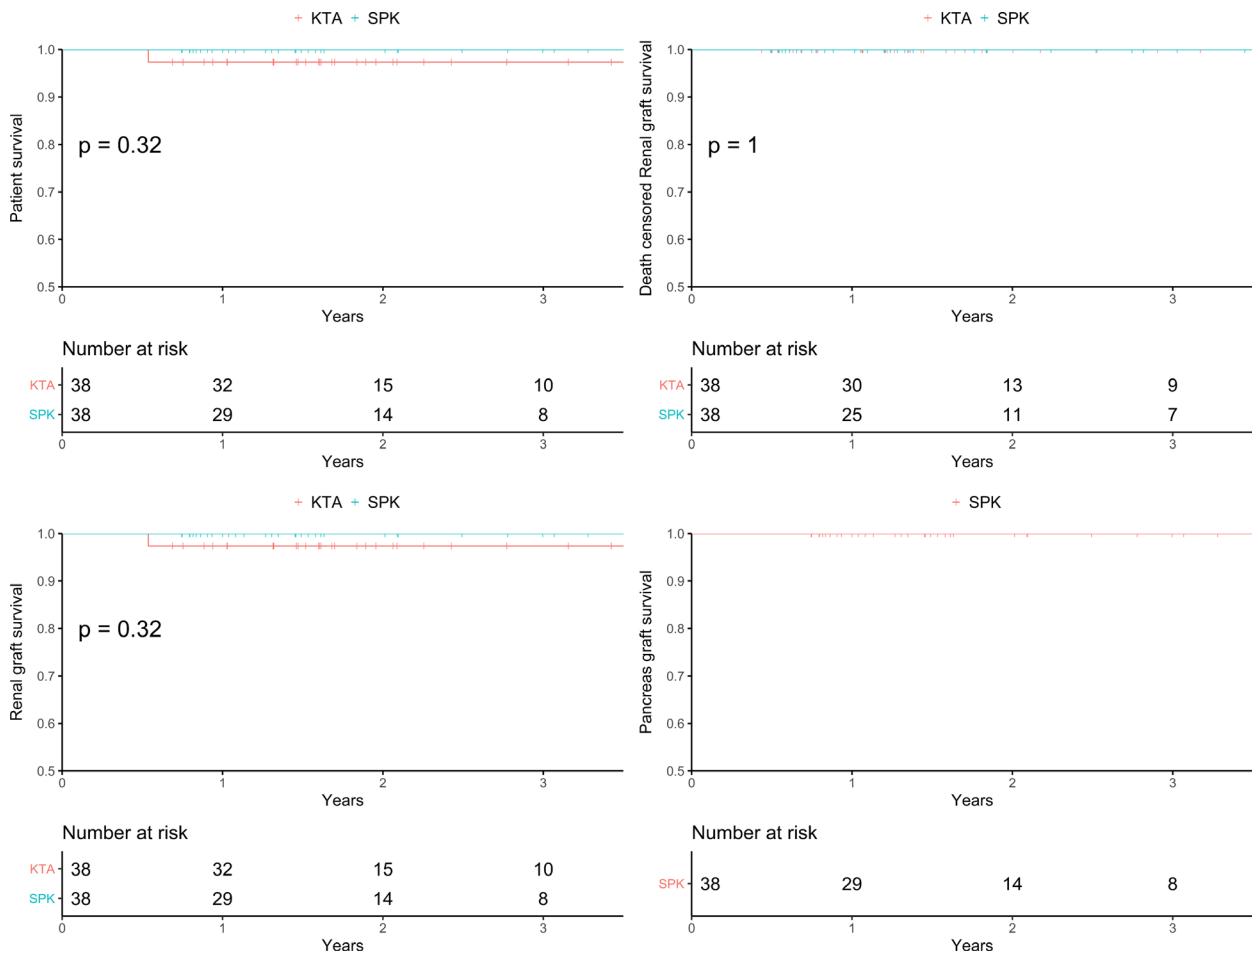 KTA SPK
Patient survival
1.0
0.9
0.8
0.7
0.6
0.5
p = 0.32
0 1 2 3
Years
Number at risk
KTA 38 32 15 10
SPK 38 29 14 8
0 1 2 3
Years
KTA SPK
Death censored Renal graft survival
1.0
0.9
0.8
0.7
0.6
0.5
p = 1
0 1 2 3
Years
Number at risk
KTA 38 30 13 9
SPK 38 25 11 7
0 1 2 3
Years
KTA SPK
Renal graft survival
1.0
0.9
0.8
0.7
0.6
0.5
p = 0.32
0 1 2 3
Years
Number at risk
KTA 38 32 15 10
SPK 38 29 14 8
0 1 2 3
Years
SPK
Pancreas graft survival
1.0
0.9
0.8
0.7
0.6
0.5
0 1 2 3
Years
Number at risk
SPK 38 29 14 8
0 1 2 3
Years